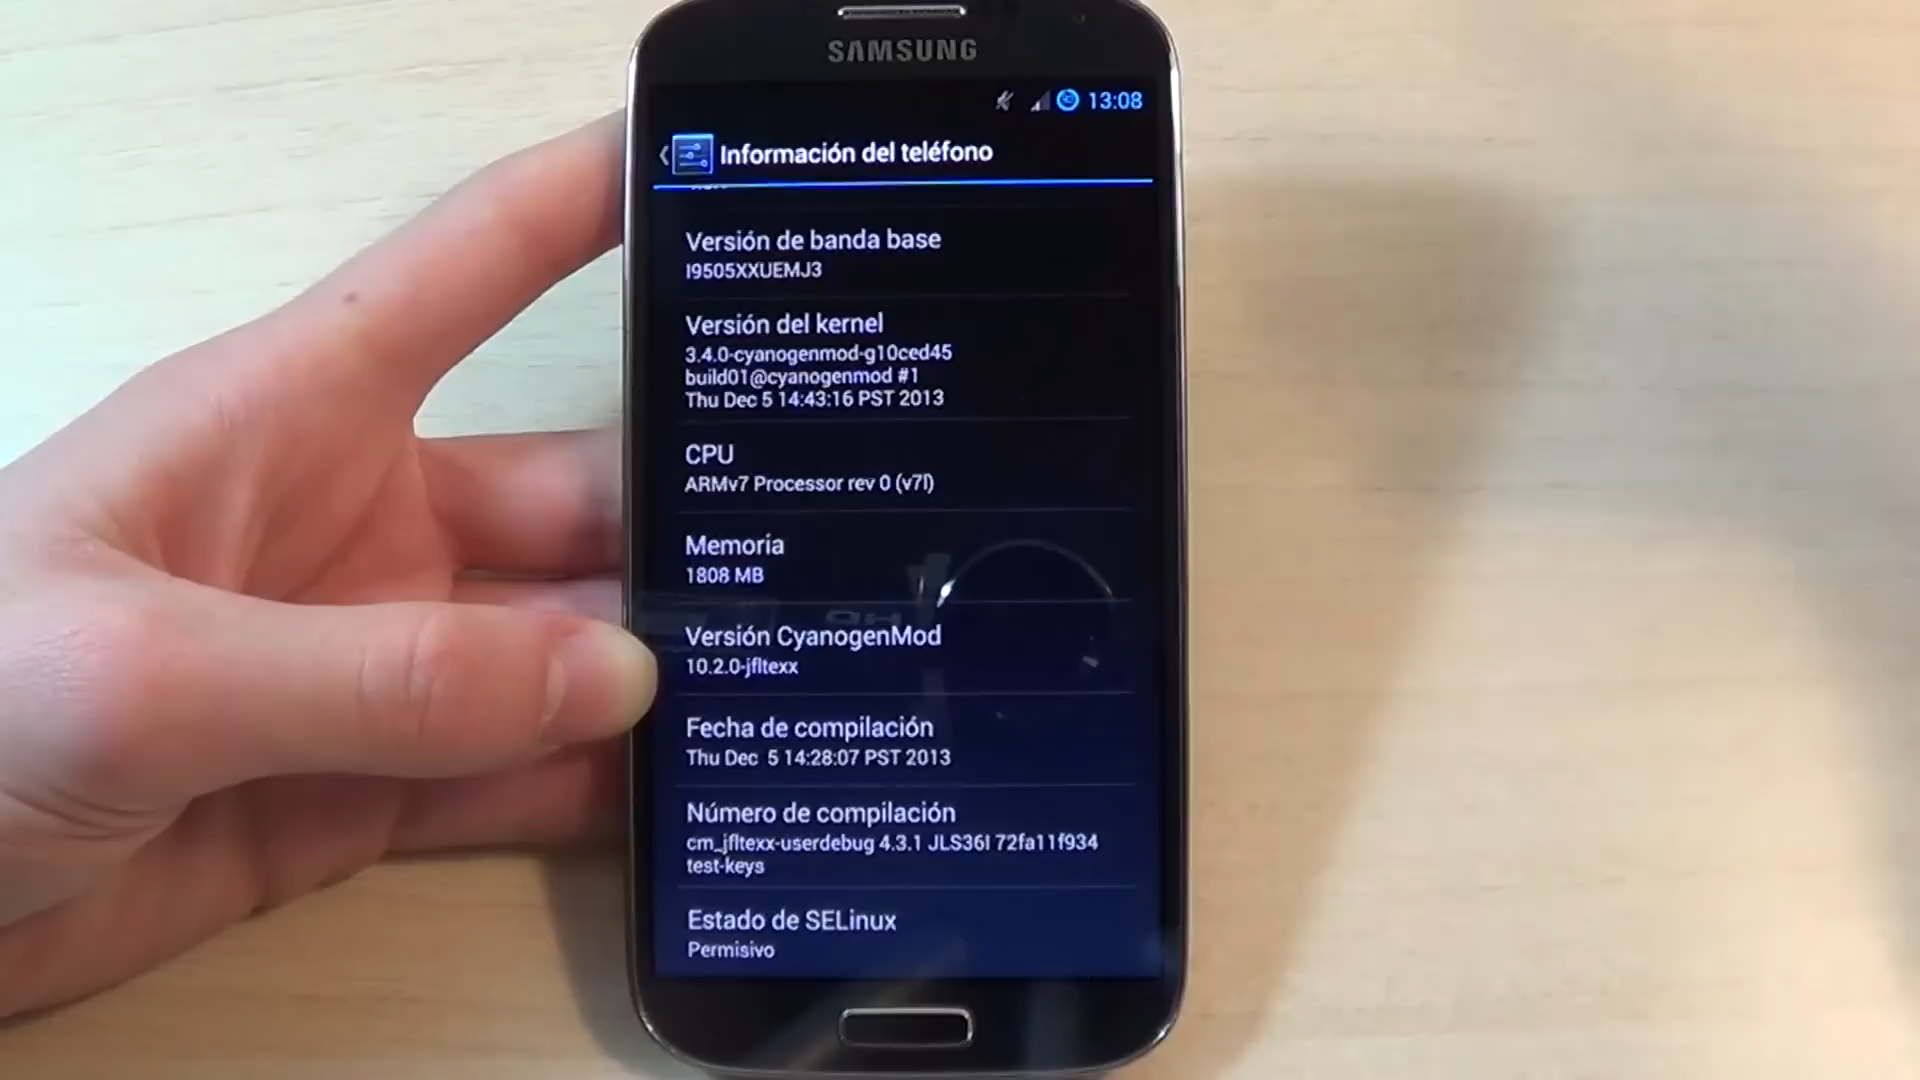 SAMSUNG
13:08
Información del teléfono
Versión de banda base
I9505XXUEMJ3
Versión del kernel
3.4.0-cyanogenmod-g10ced45
build01@cyanogenmod #1
Thu Dec 5 14:43:16 PST 2013
CPU
ARMv7 Processor rev 0 (v7l)
Memoria
1808 MB
Versión CyanogenMod
10.2.0-jfltexx
Fecha de compilación
Thu Dec  5 14:28:07 PST 2013
Número de compilación
cm_jfltexx-userdebug 4.3.1 JLS36I 72fa11f934
test-keys
Estado de SELinux
Permisivo